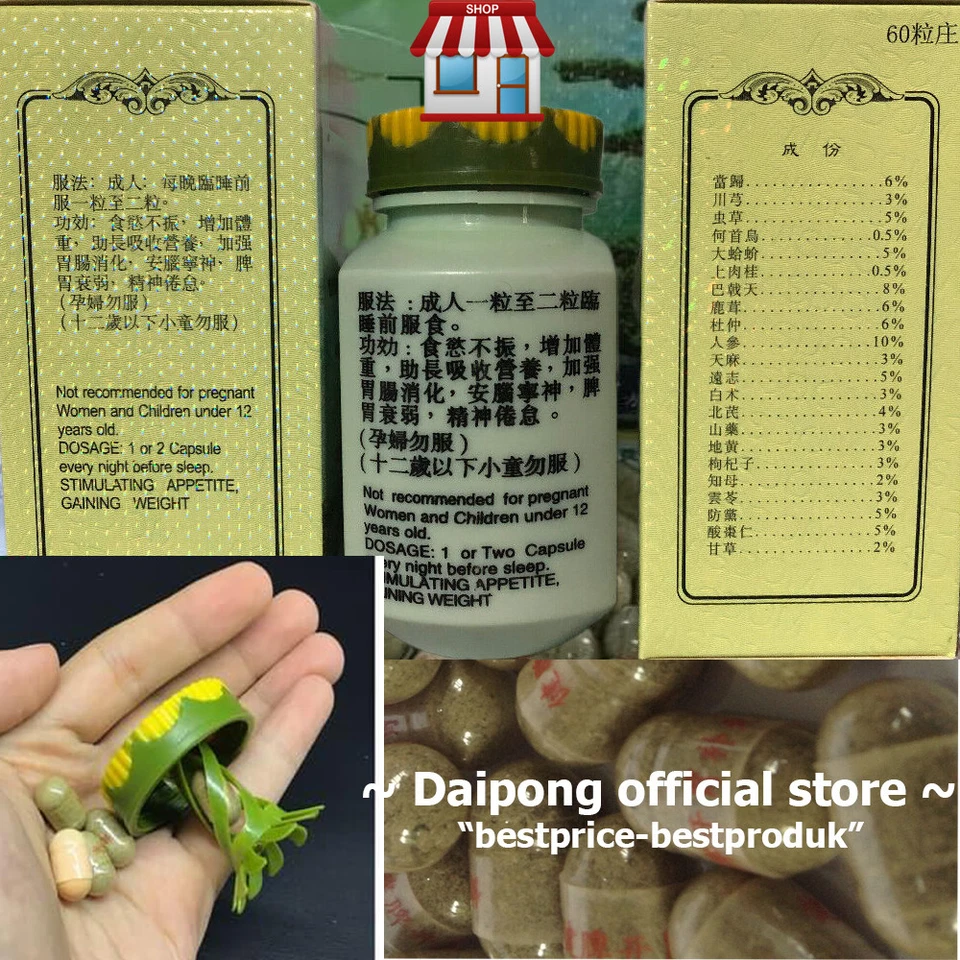 SHOP
服法：成人：每晚臨睡前
服一粒至二粒。
功効：食慾不振，增加體
重，助長吸收營養，加强
胃腸消化，安腦寧神，脾
胃衰弱，精神倦怠。
（孕婦勿服）
（十二歲以下小童勿服）
Not recommended for pregnant
Women and Children under 12
years old.
DOSAGE: 1 or 2 Capsule
every night before sleep.
STIMULATING APPETITE,
GAINING WEIGHT
服法：成人一粒至二粒臨
睡前服食。
功効：食慾不振，增加體
重，助長吸收營養，加强
胃腸消化，安腦寧神，脾
胃衰弱，精神倦怠。
（孕婦勿服）
（十二歲以下小童勿服）
Not recommended for pregnant
Women and Children under 12
years old.
DOSAGE: 1 or Two Capsule
ery night before sleep.
IMULATING APPETITE,
AINING WEIGHT
60粒庄
成份
當歸...............6%
川芎...............3%
虫草...............5%
何首烏...............0.5%
大蛤蚧...............5%
上肉桂...............0.5%
巴戟天...............8%
鹿茸...............6%
杜仲...............6%
人參...............10%
天麻...............3%
遠志...............5%
白木...............3%
北芪...............4%
山藥...............3%
地黄...............3%
枸杞子...............3%
知母...............2%
雲苓...............3%
防黨...............5%
酸棗仁...............5%
甘草...............2%
~ Daipong official store ~
“bestprice-bestproduk”